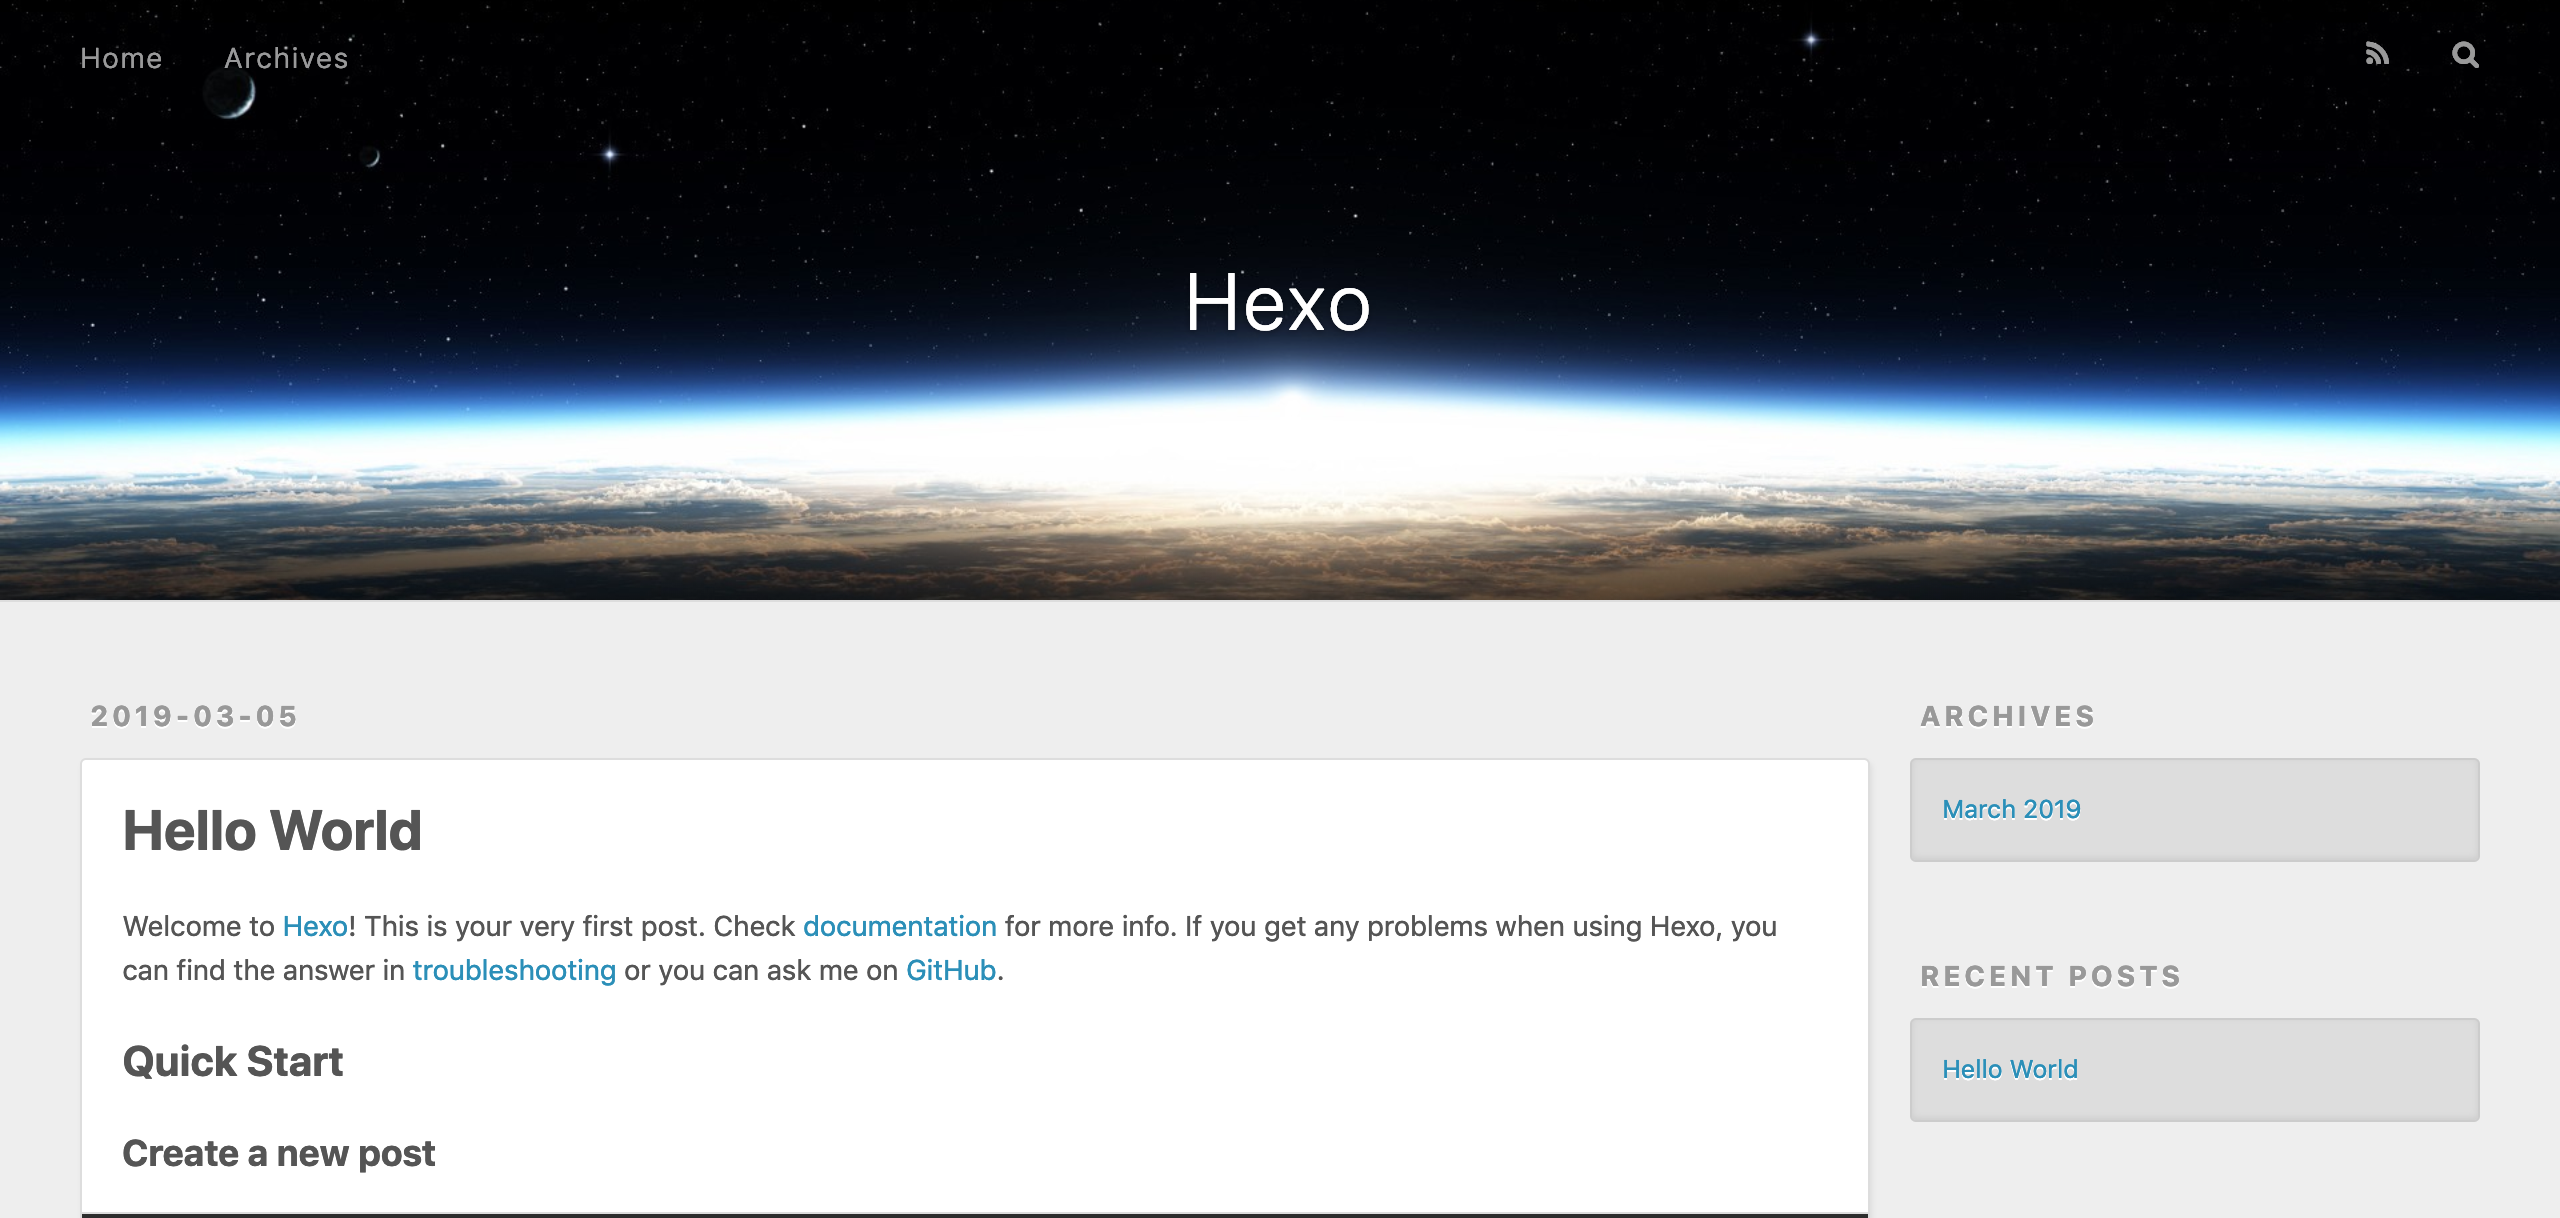 Home Archives
Hexo
2019-03-05
Hello World
Welcome to Hexo! This is your very first post. Check documentation for more info. If you get any problems when using Hexo, you
can find the answer in troubleshooting or you can ask me on GitHub.
Quick Start
Create a new post
ARCHIVES
March 2019
RECENT POSTS
Hello World